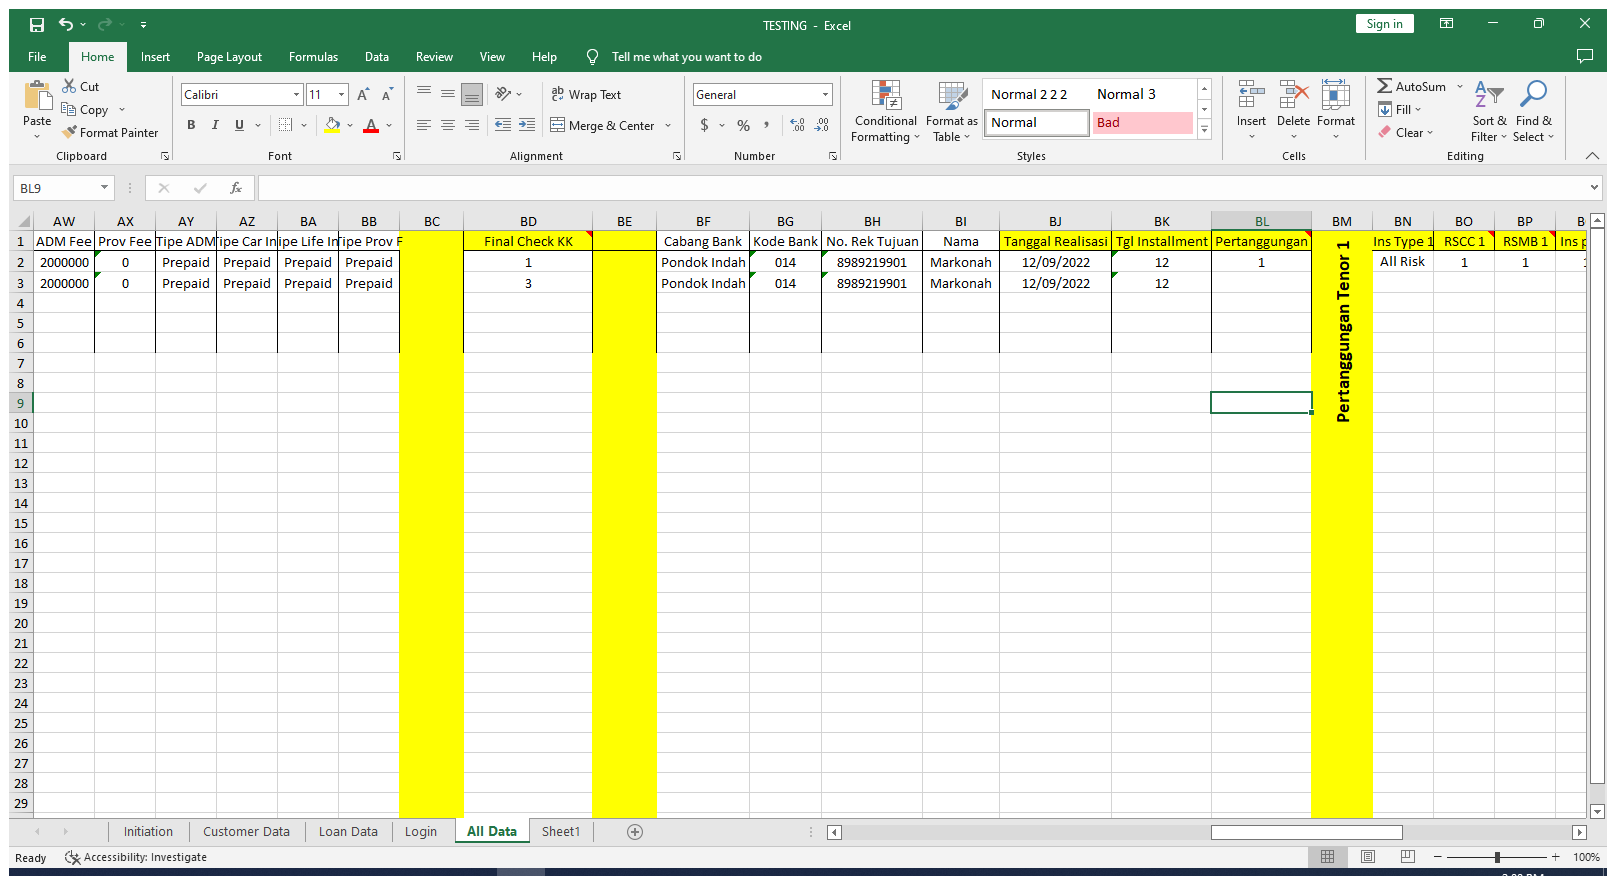 TESTING - Excel
Sign in
File Home Insert Page Layout Formulas Data Review View Help Tell me what you want to do
Paste
Cut
Copy
Format Painter
Clipboard
Calibri 11
B I U
Font
Wrap Text
Merge & Center
Alignment
General
$ % ,
Number
Conditional Formatting
Format as Table
Normal 2 2 2 Normal 3
Normal Bad
Styles
Insert Delete Format
Cells
AutoSum
Fill
Clear
Sort & Filter
Find & Select
Editing
BL9
fx
AW AX AY AZ BA BB BC BD BE BF BG BH BI BJ BK BL BM BN BO BP
1 ADM Fee Prov Fee Tipe ADM ipe Car In ipe Life In ipe Prov F Final Check KK Cabang Bank Kode Bank No. Rek Tujuan Nama Tanggal Realisasi Tgl Installment Pertanggungan Ins Type 1 RSCC 1 RSMB 1 Ins p
2 2000000 0 Prepaid Prepaid Prepaid Prepaid 1 Pondok Indah 014 8989219901 Markonah 12/09/2022 12 1 All Risk 1 1
3 2000000 0 Prepaid Prepaid Prepaid Prepaid 3 Pondok Indah 014 8989219901 Markonah 12/09/2022 12
Pertanggungan Tenor 1
4
5
6
7
8
9
10
11
12
13
14
15
16
17
18
19
20
21
22
23
24
25
26
27
28
29
Initiation Customer Data Loan Data Login All Data Sheet1
Ready Accessibility: Investigate 100%